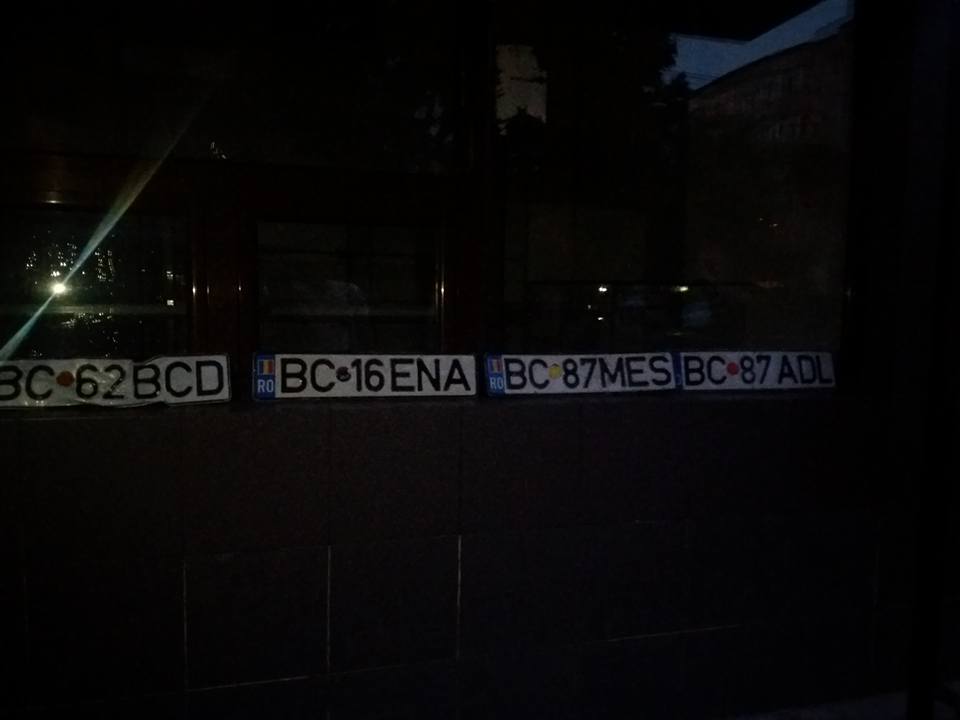 BC 62 BCD
RO BC 16 ENA
RO BC 87 MES
BC 87 ADL